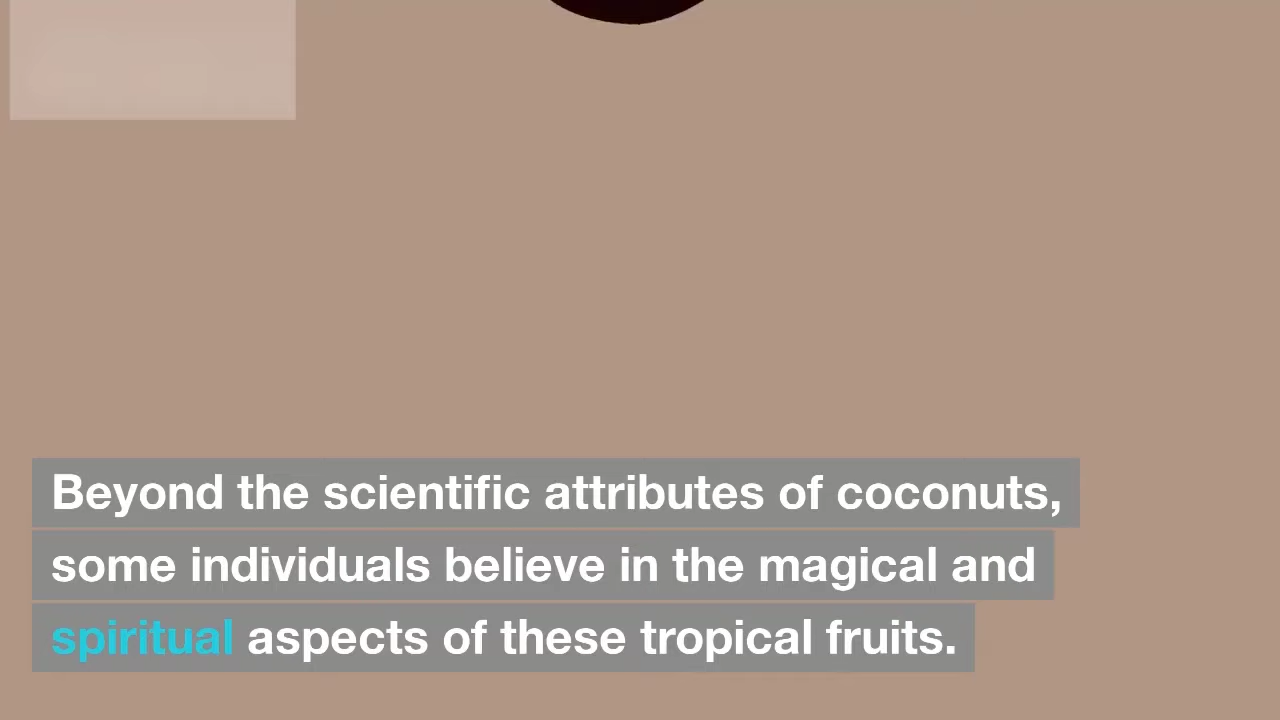 Beyond the scientific attributes of coconuts,
some individuals believe in the magical and
spiritual aspects of these tropical fruits.